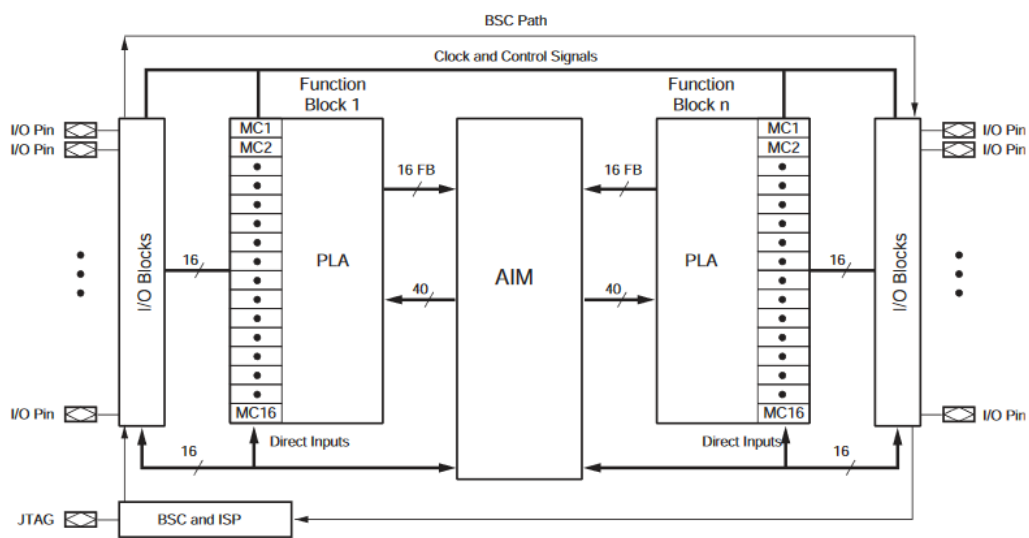 BSC Path
Clock and Control Signals
Function
Block 1
Function
Block n
I/O Pin
I/O Pin
I/O Pin
I/O Blocks
16
MC1
MC2
MC16
PLA
16 FB
40
AIM
16 FB
40
PLA
MC1
MC2
MC16
16
I/O Blocks
I/O Pin
I/O Pin
I/O Pin
16
Direct Inputs
Direct Inputs
16
JTAG
BSC and ISP